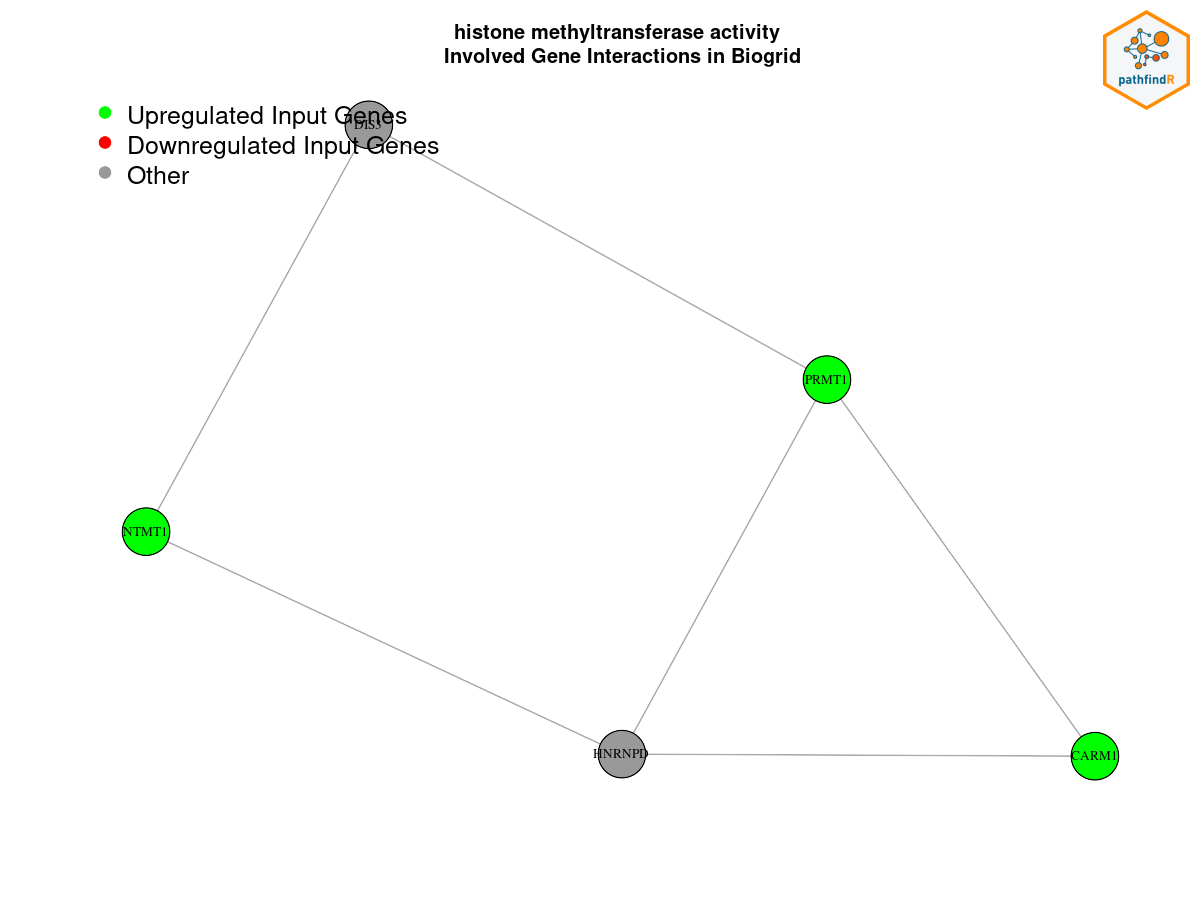 histone methyltransferase activity
Involved Gene Interactions in Biogrid
pathfindR
Upregulated Input Genes
DIS3
Downregulated Input Genes
Other
PRMT1
NTMT1
HNRNPD
CARM1